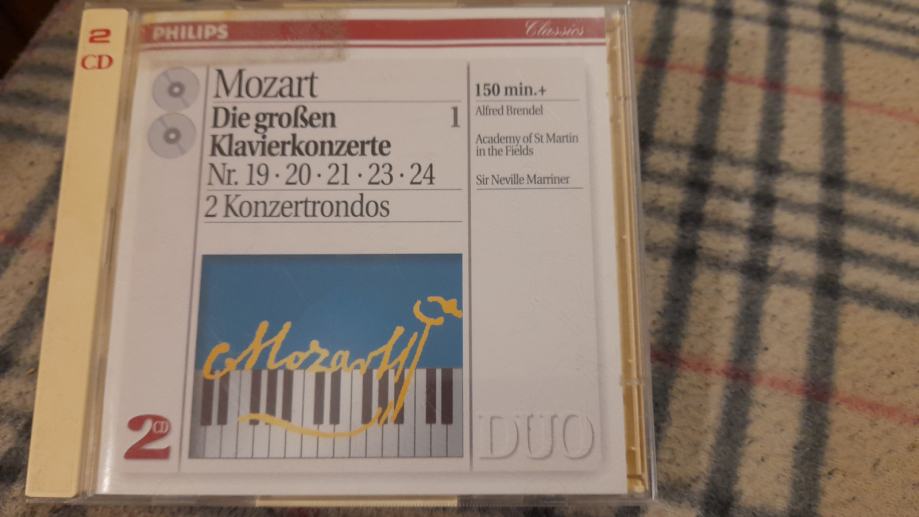 2
CD
PHILIPS
Classics
Mozart
Die großen 1
Klavierkonzerte
Nr. 19 · 20 · 21 · 23 · 24
2 Konzertrondos
150 min.+
Alfred Brendel
Academy of St Martin
in the Fields
Sir Neville Marriner
Mozart
2 CD
DUO